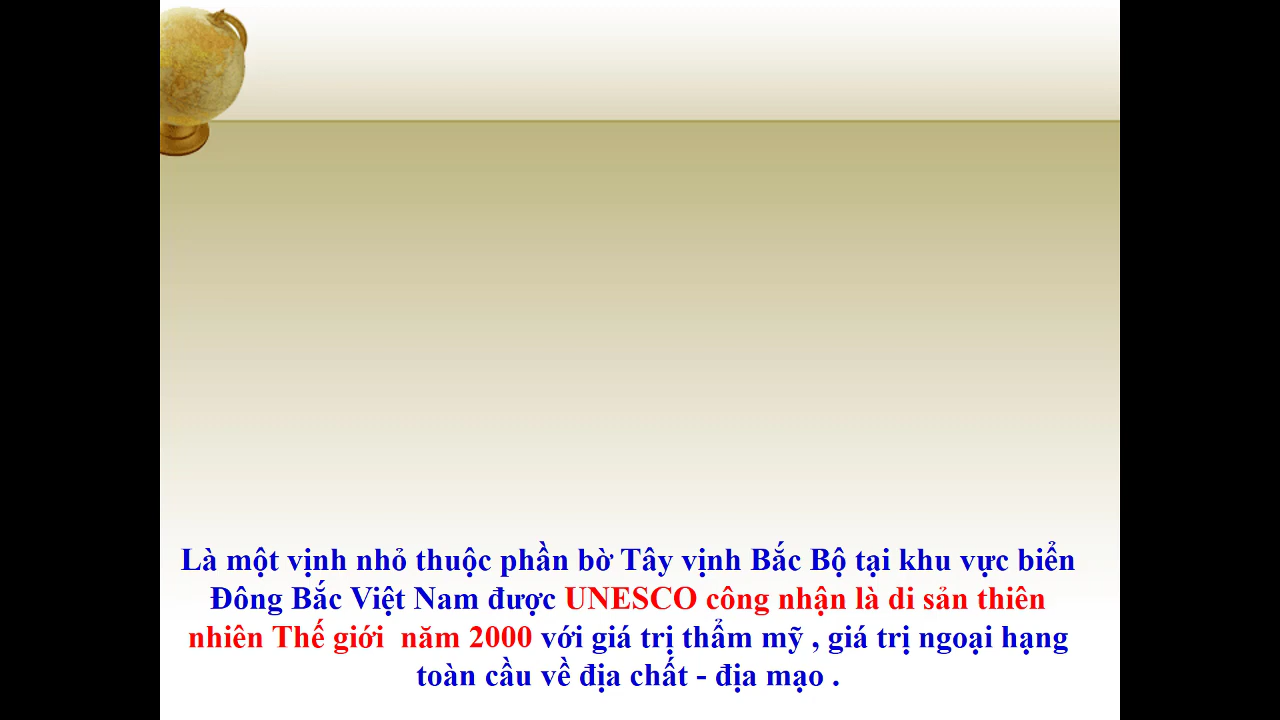 Là một vịnh nhỏ thuộc phần bờ Tây vịnh Bắc Bộ tại khu vực biển
Đông Bắc Việt Nam được UNESCO công nhận là di sản thiên
nhiên Thế giới  năm 2000 với giá trị thẩm mỹ , giá trị ngoại hạng
toàn cầu về địa chất - địa mạo .